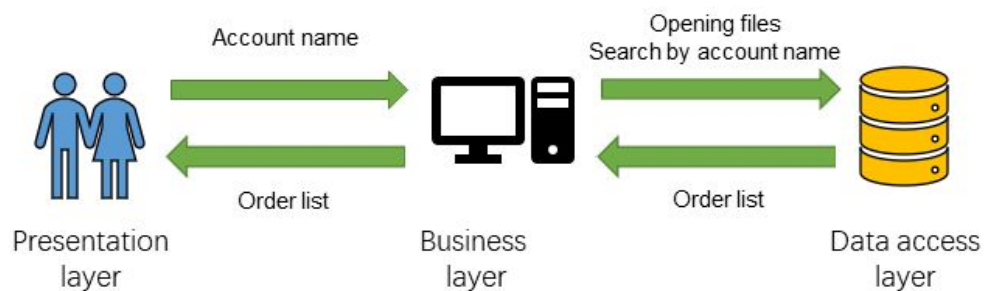 Account name
Opening files
Search by account name
Order list
Order list
Presentation
layer
Business
layer
Data access
layer